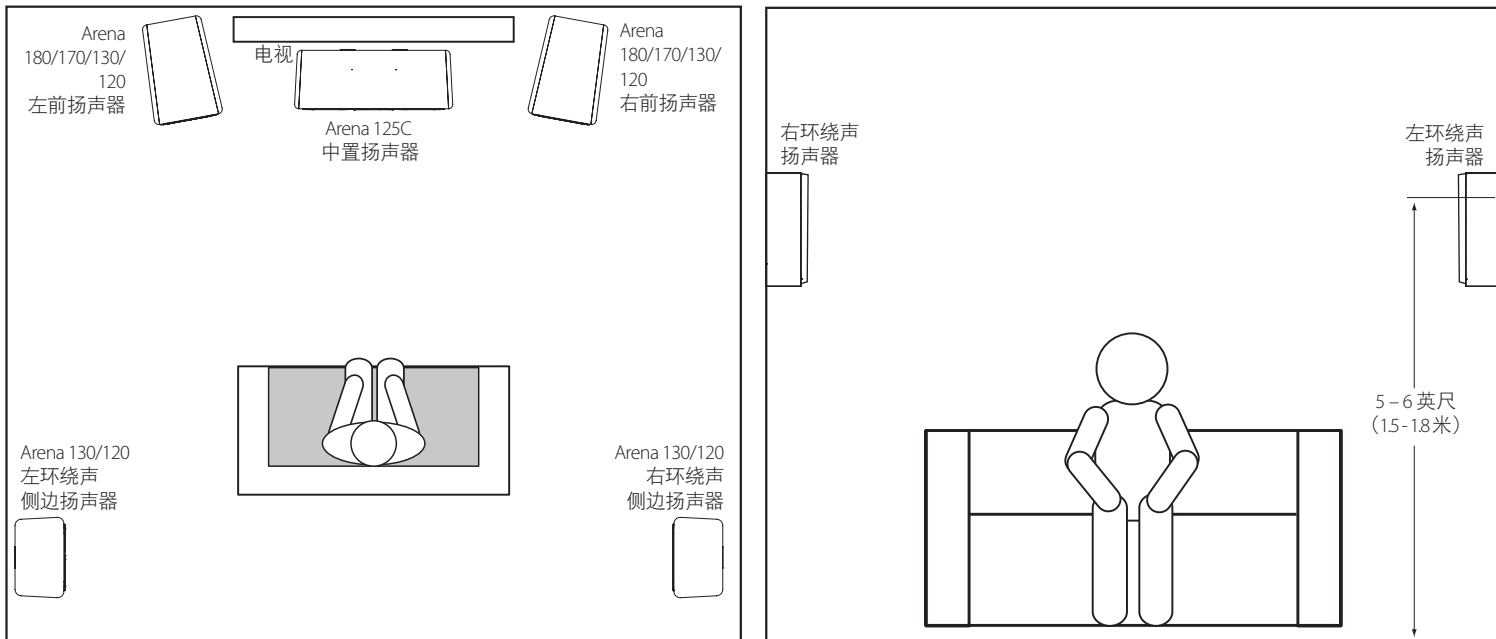 Arena
180/170/130/
120
左前扬声器
电视
Arena 125C
中置扬声器
Arena
180/170/130/
120
右前扬声器
Arena 130/120
左环绕声
侧边扬声器
Arena 130/120
右环绕声
侧边扬声器
右环绕声
扬声器
左环绕声
扬声器
5 – 6 英尺
(1.5 - 1.8 米)